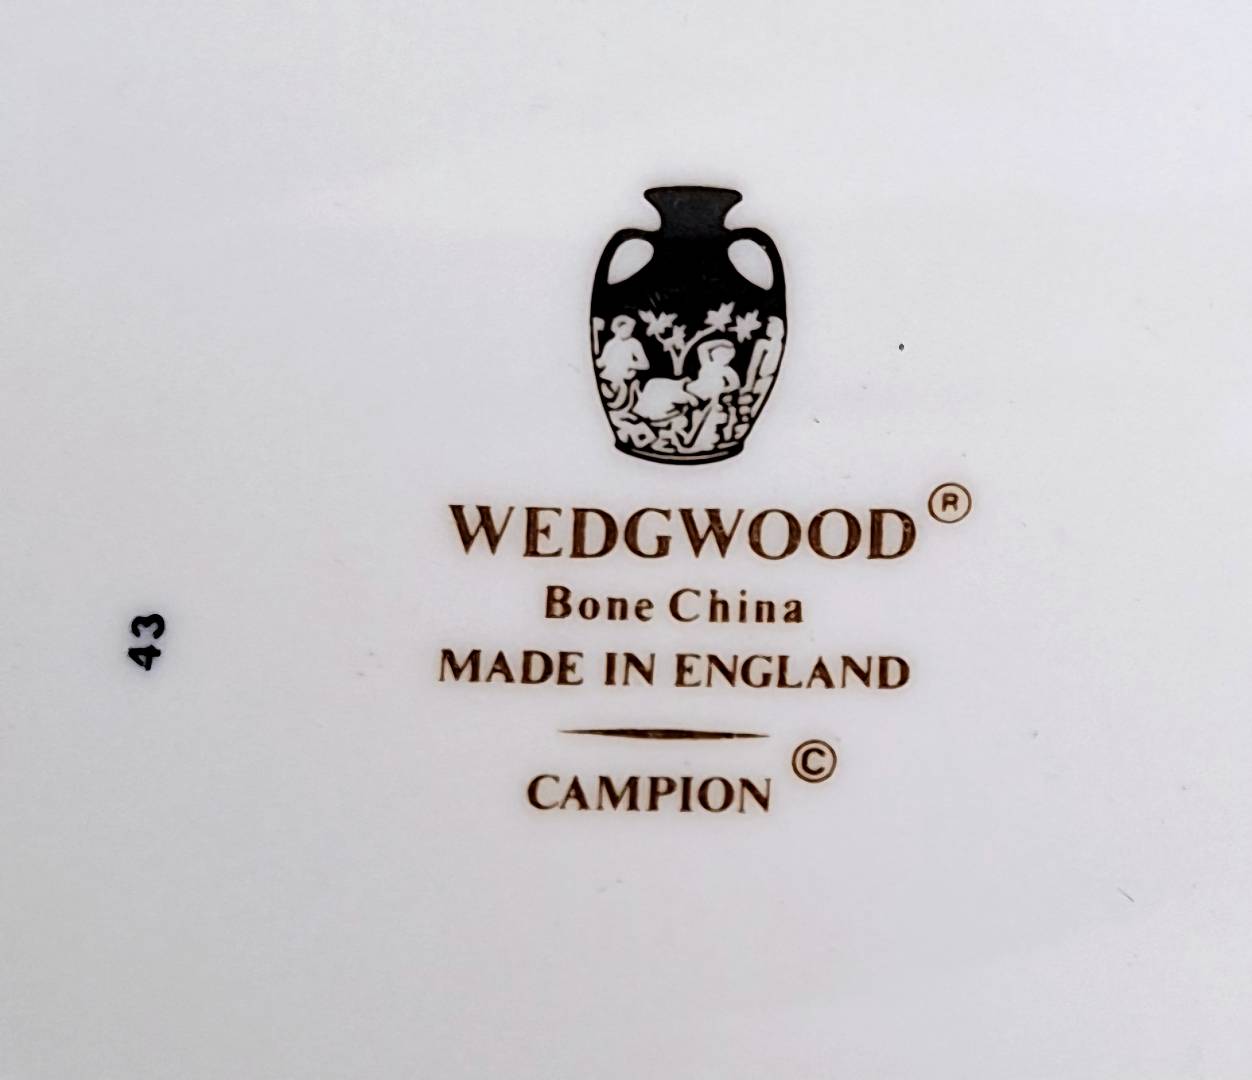 WEDGWOOD®
Bone China
MADE IN ENGLAND
CAMPION©
43